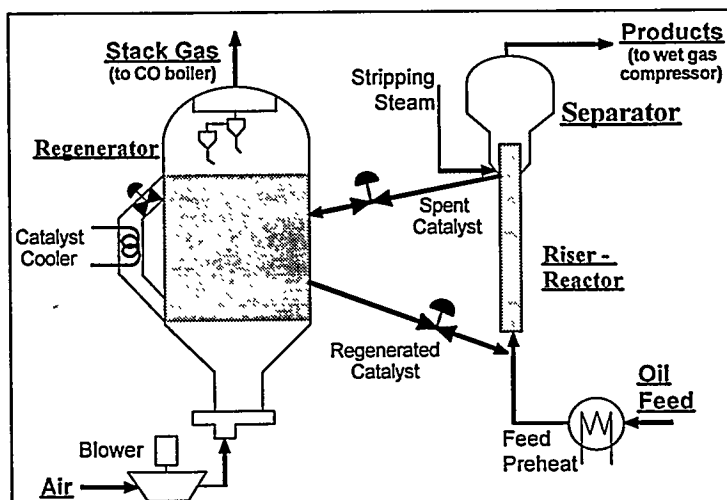 Stack Gas
(to CO boiler)
Products
(to wet gas
compressor)
Stripping
Steam
Separator
Regenerator
Spent
Catalyst
Catalyst
Cooler
Riser -
Reactor
Regenerated
Catalyst
Oil
Feed
Blower
Feed
Preheat
Air